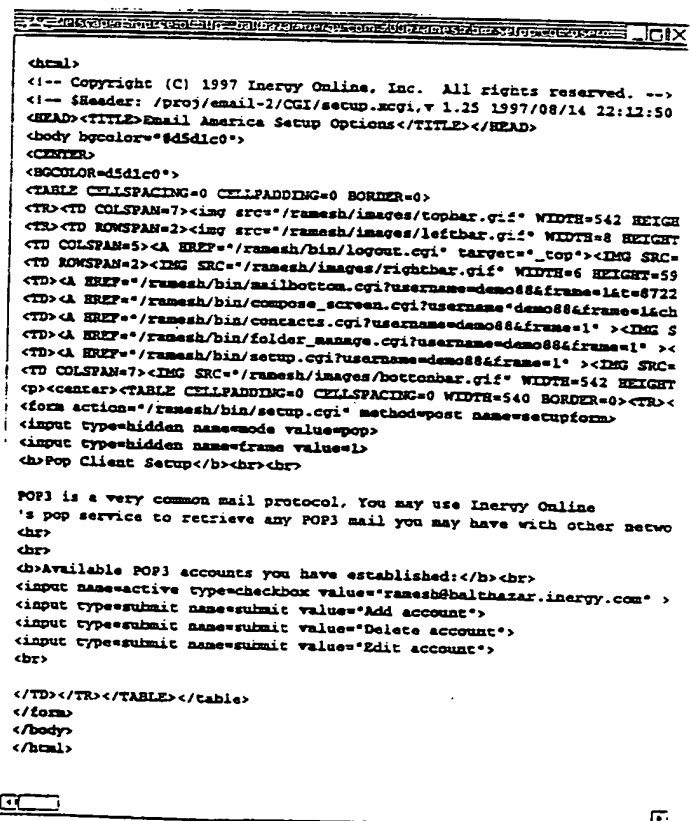 <html>
<!-- Copyright (C) 1997 Inergy Online, Inc. All rights reserved. -->
<!-- $Header: /proj/email-2/CGI/setup.mcgi,v 1.25 1997/08/14 22:12:50
<HEAD><TITLE>Email America Setup Options</TITLE></HEAD>
<body bgcolor="#d5d1c0">
<CENTER>
<BGCOLOR=d5d1c0">
<TABLE CELLSPACING=0 CELLPADDING=0 BORDER=0>
<TR><TD COLSPAN=7><img src="/ramesh/images/topbar.gif" WIDTH=542 HEIGH
<TR><TD ROWSPAN=2><img src="/ramesh/images/leftbar.gif" WIDTH=8 HEIGHT
<TD COLSPAN=5><A HREF="/ramesh/bin/logout.cgi" target="_top"><IMG SRC=
<TD ROWSPAN=2><IMG SRC="/ramesh/images/rightbar.gif" WIDTH=6 HEIGHT=59
<TD><A HREF="/ramesh/bin/mailbottom.cgi?username=demo88&frame=1&t=8722
<TD><A HREF="/ramesh/bin/compose_screen.cgi?username=demo88&frame=1&ch
<TD><A HREF="/ramesh/bin/contacts.cgi?username=demo88&frame=1" ><IMG S
<TD><A HREF="/ramesh/bin/folder_manage.cgi?username=demo88&frame=1" ><
<TD><A HREF="/ramesh/bin/setup.cgi?username=demo88&frame=1" ><IMG SRC=
<TD COLSPAN=7><IMG SRC="/ramesh/images/bottonbar.gif" WIDTH=542 HEIGHT
<p><center><TABLE CELLPADDING=0 CELLSPACING=0 WIDTH=540 BORDER=0><TR><
<form action="/ramesh/bin/setup.cgi" method=post name=setupform>
<input type=hidden name=mode value=pop>
<input type=hidden name=frame value=1>
<b>Pop Client Setup</b><br><br>
POP3 is a very common mail protocol, You may use Inergy Online
's pop service to retrieve any POP3 mail you may have with other netwo
<hr>
<br>
<b>Available POP3 accounts you have established:</b><br>
<input name=active type=checkbox value="ramesh@balthazar.inergy.com" >
<input type=submit name=submit value="Add account">
<input type=submit name=submit value="Delete account">
<input type=submit name=submit value="Edit account">
<br>
</TD></TR></TABLE></table>
</form>
</body>
</html>